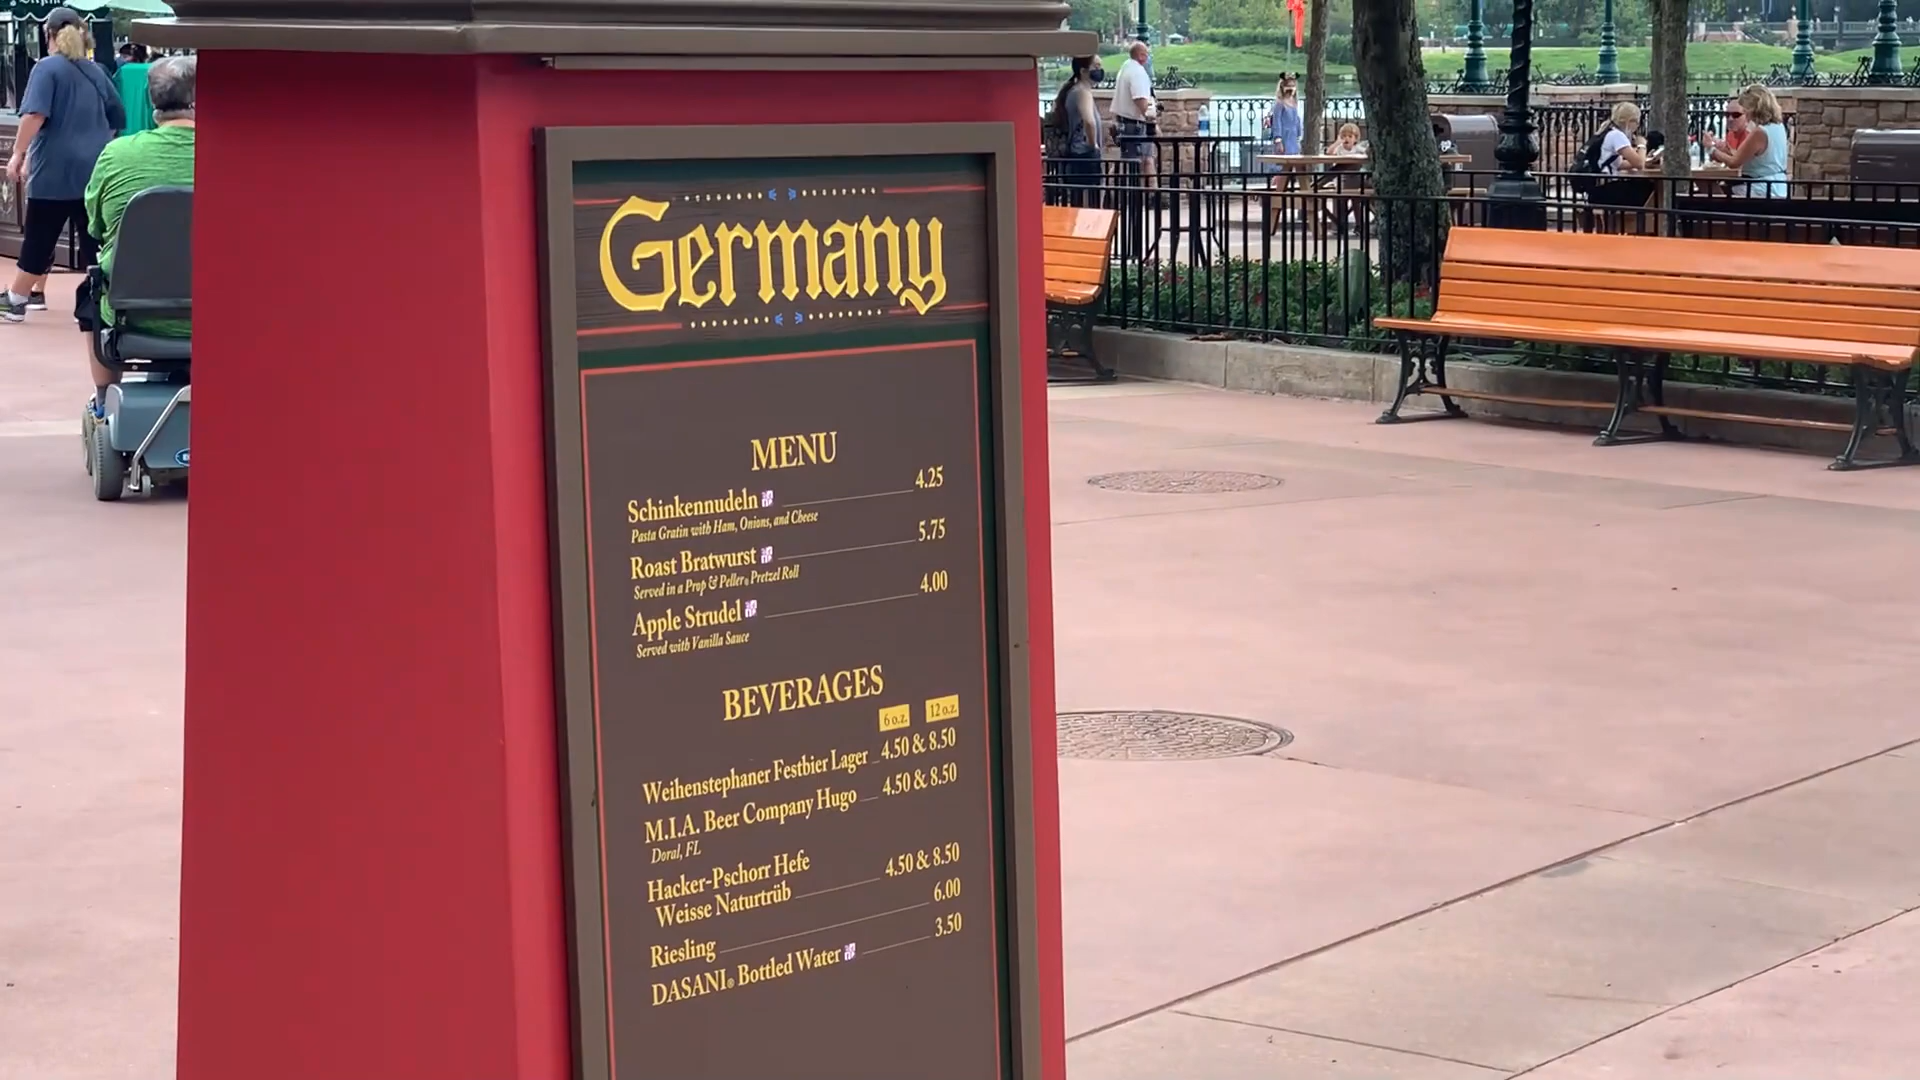 Germany
MENU
Schinkennudeln 4.25
Pasta Gratin with Ham, Onions, and Cheese
Roast Bratwurst 5.75
Served in a Prop & Peller® Pretzel Roll
Apple Strudel 4.00
Served with Vanilla Sauce
BEVERAGES
6 o.z. 12 o.z.
Weihenstephaner Festbier Lager 4.50 & 8.50
M.I.A. Beer Company Hugo 4.50 & 8.50
Doral, FL
Hacker-Pschorr Hefe
Weisse Naturtrüb 4.50 & 8.50
Riesling 6.00
DASANI® Bottled Water 3.50